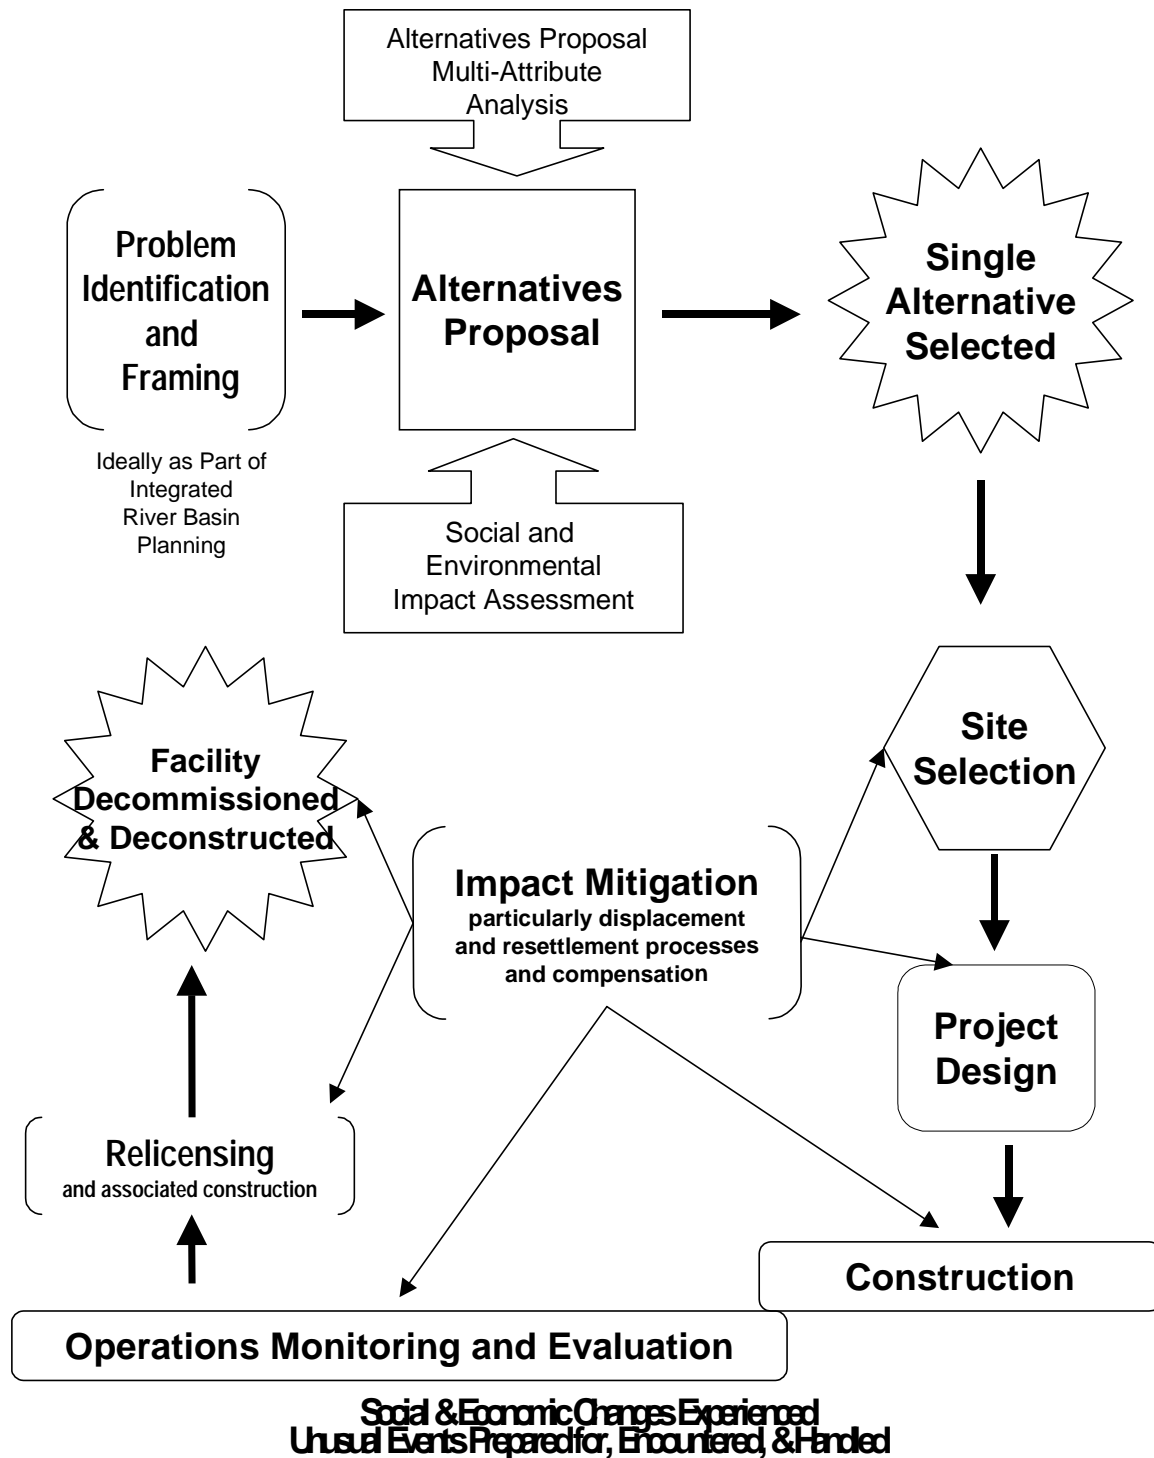 Alternatives Proposal
Multi-Attribute
Analysis
Problem
Identification
and
Framing
Alternatives
Proposal
Single
Alternative
Selected
Ideally as Part of
Integrated
River Basin
Planning
Social and
Environmental
Impact Assessment
Site
Selection
Facility
Decommissioned
& Deconstructed
Impact Mitigation
particularly displacement
and resettlement processes
and compensation
Project
Design
Relicensing
and associated construction
Construction
Operations Monitoring and Evaluation
Social & Economic Changes Experienced
Unusual Events Prepared for, Encountered, & Handled